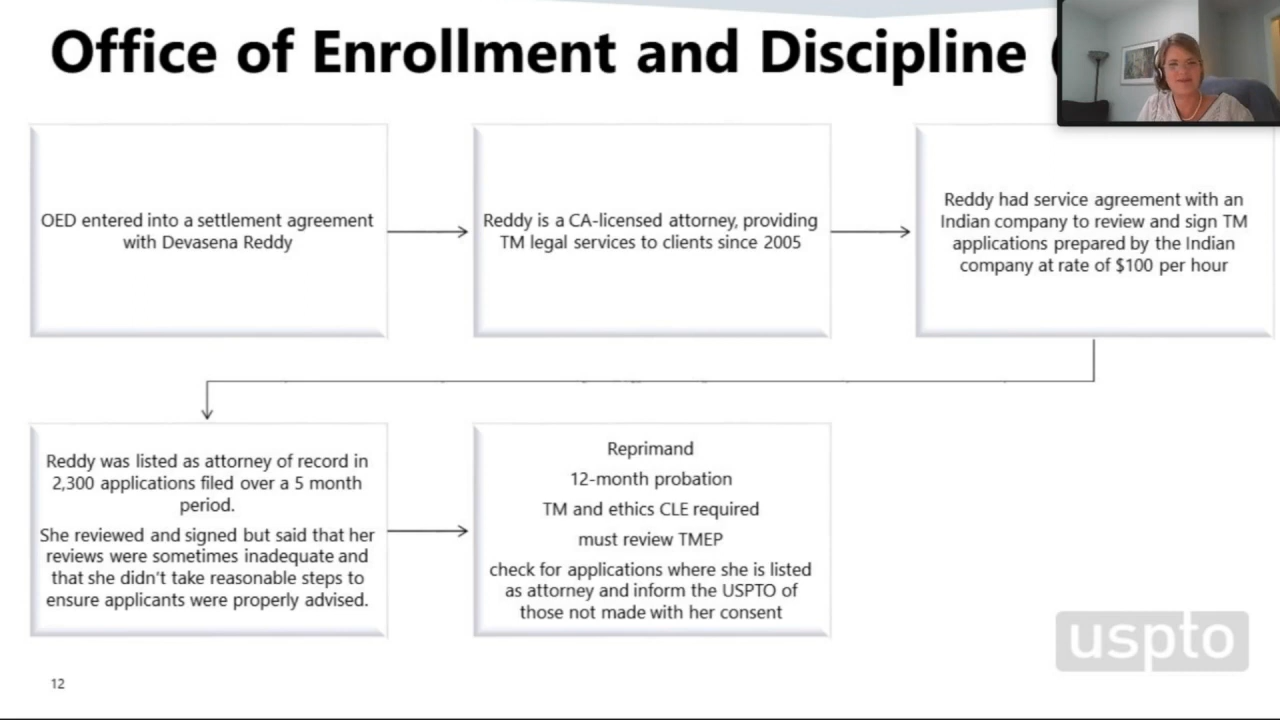 Office of Enrollment and Discipline (
OED entered into a settlement agreement
with Devasena Reddy
Reddy is a CA-licensed attorney, providing
TM legal services to clients since 2005
Reddy had service agreement with an
Indian company to review and sign TM
applications prepared by the Indian
company at rate of $100 per hour
Reddy was listed as attorney of record in
2,300 applications filed over a 5 month
period.
She reviewed and signed but said that her
reviews were sometimes inadequate and
that she didn't take reasonable steps to
ensure applicants were properly advised.
Reprimand
12-month probation
TM and ethics CLE required
must review TMEP
check for applications where she is listed
as attorney and inform the USPTO of
those not made with her consent
uspto
12